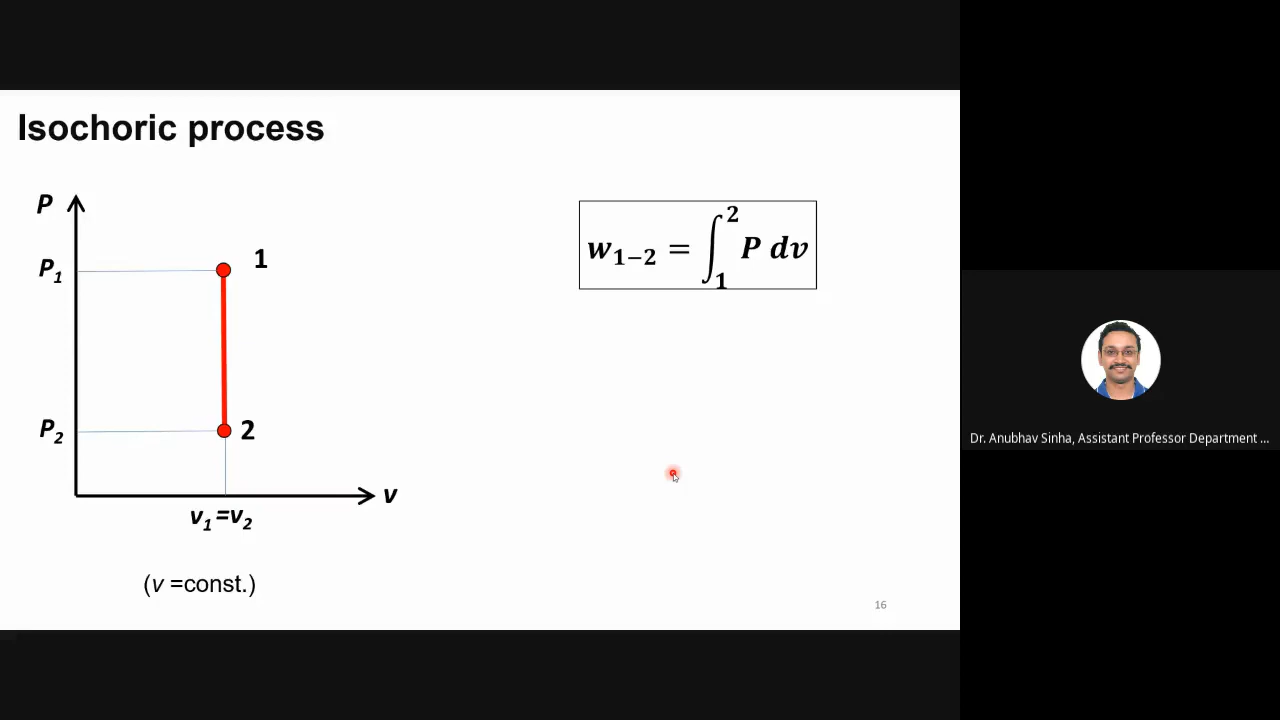 Isochoric process
P
P1
1
P2
2
v
v1=v2
(v =const.)
w1−2 = ∫12 P dv
16
Dr. Anubhav Sinha, Assistant Professor Department ...